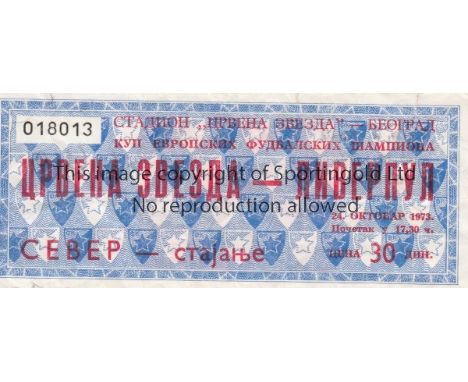 018013
СТАДИОН „ЦРВЕНА ЗВЕЗДА" — БЕОГРАД
КУП ЕВРОПСКИХ ФУДБАЛСКИХ ШАМПИОНА
ЦРВЕНА ЗВЕЗДА — ЛИВЕРПУЛ
This image copyright of Sportingold Ltd
No reproduction allowed
24. ОКТОБАР 1973.
Почетак у 17,30 ч.
СЕВЕР — стајање ЦЕНА 30 ДИН.